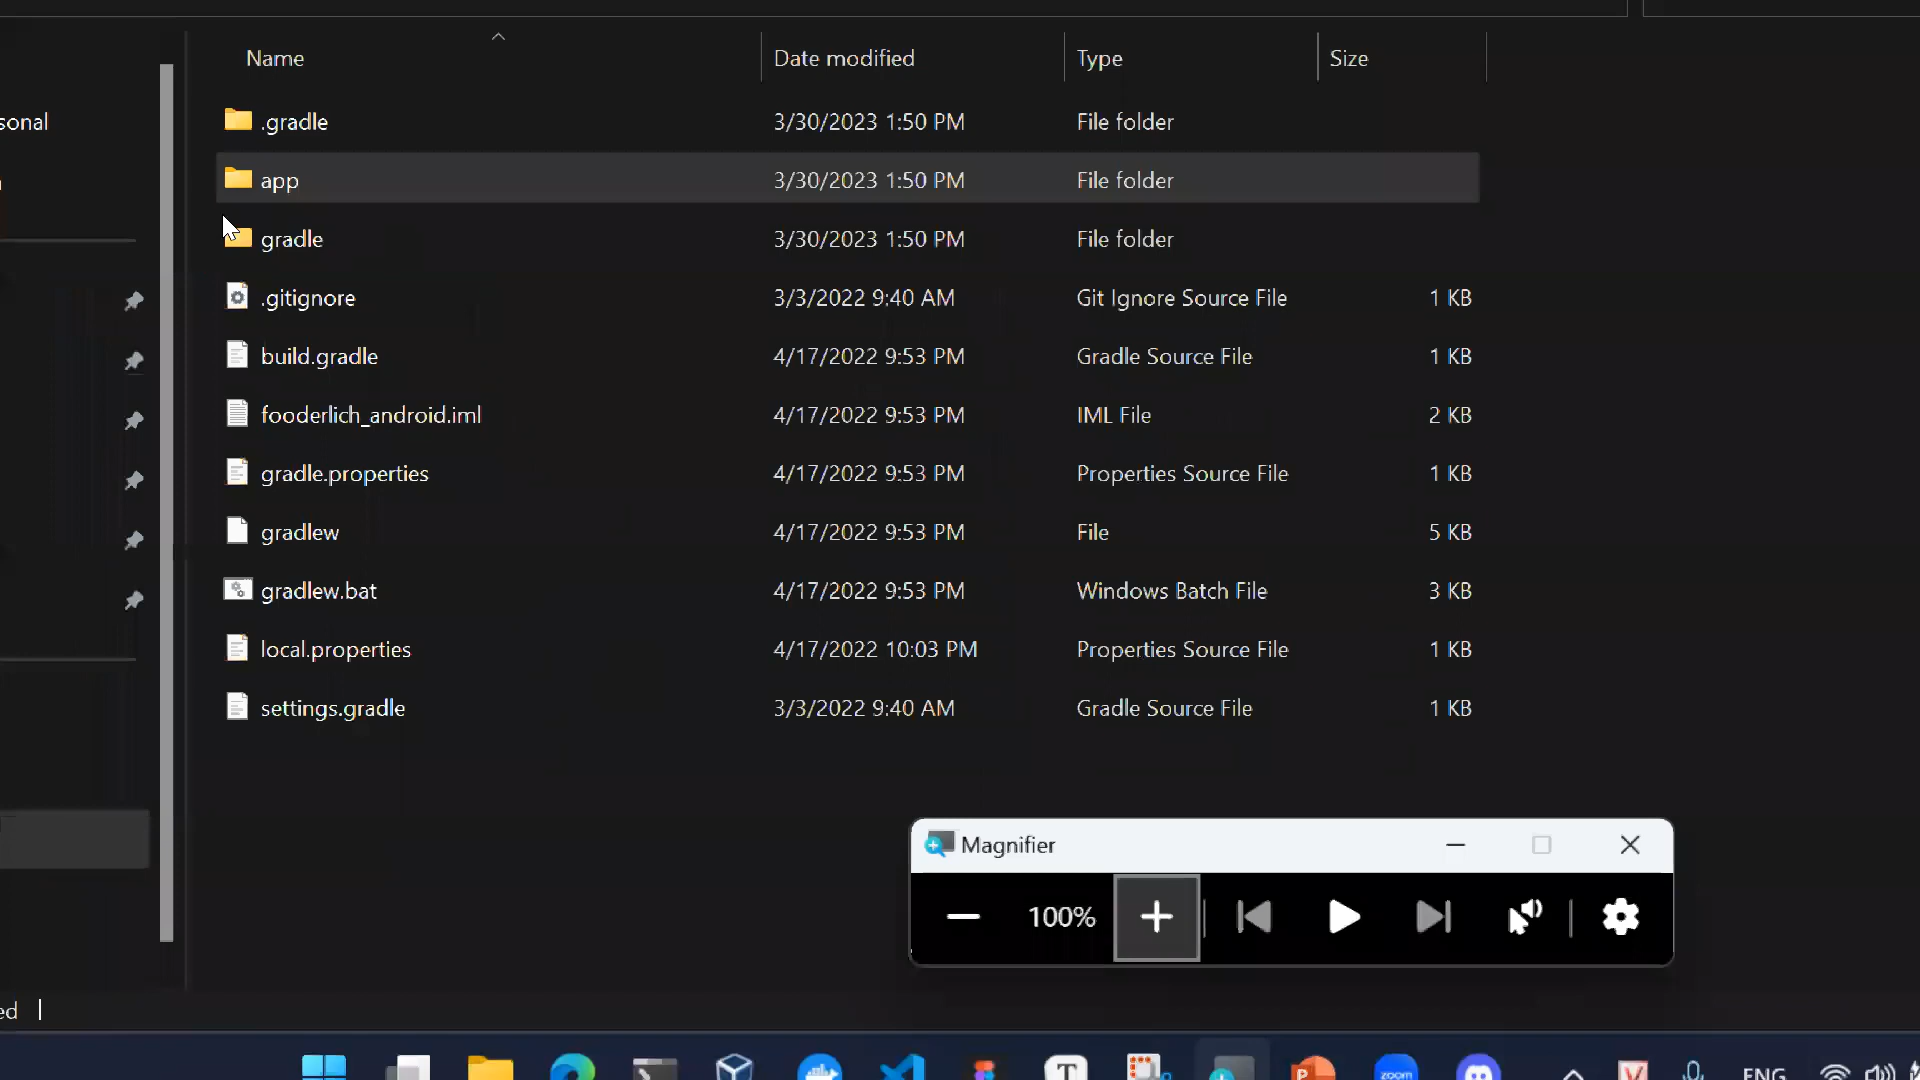 Name Date modified Type Size
sonal
.gradle 3/30/2023 1:50 PM File folder
app 3/30/2023 1:50 PM File folder
gradle 3/30/2023 1:50 PM File folder
.gitignore 3/3/2022 9:40 AM Git Ignore Source File 1 KB
build.gradle 4/17/2022 9:53 PM Gradle Source File 1 KB
fooderlich_android.iml 4/17/2022 9:53 PM IML File 2 KB
gradle.properties 4/17/2022 9:53 PM Properties Source File 1 KB
gradlew 4/17/2022 9:53 PM File 5 KB
gradlew.bat 4/17/2022 9:53 PM Windows Batch File 3 KB
local.properties 4/17/2022 10:03 PM Properties Source File 1 KB
settings.gradle 3/3/2022 9:40 AM Gradle Source File 1 KB
Magnifier
100%
ed
zoom
ENG